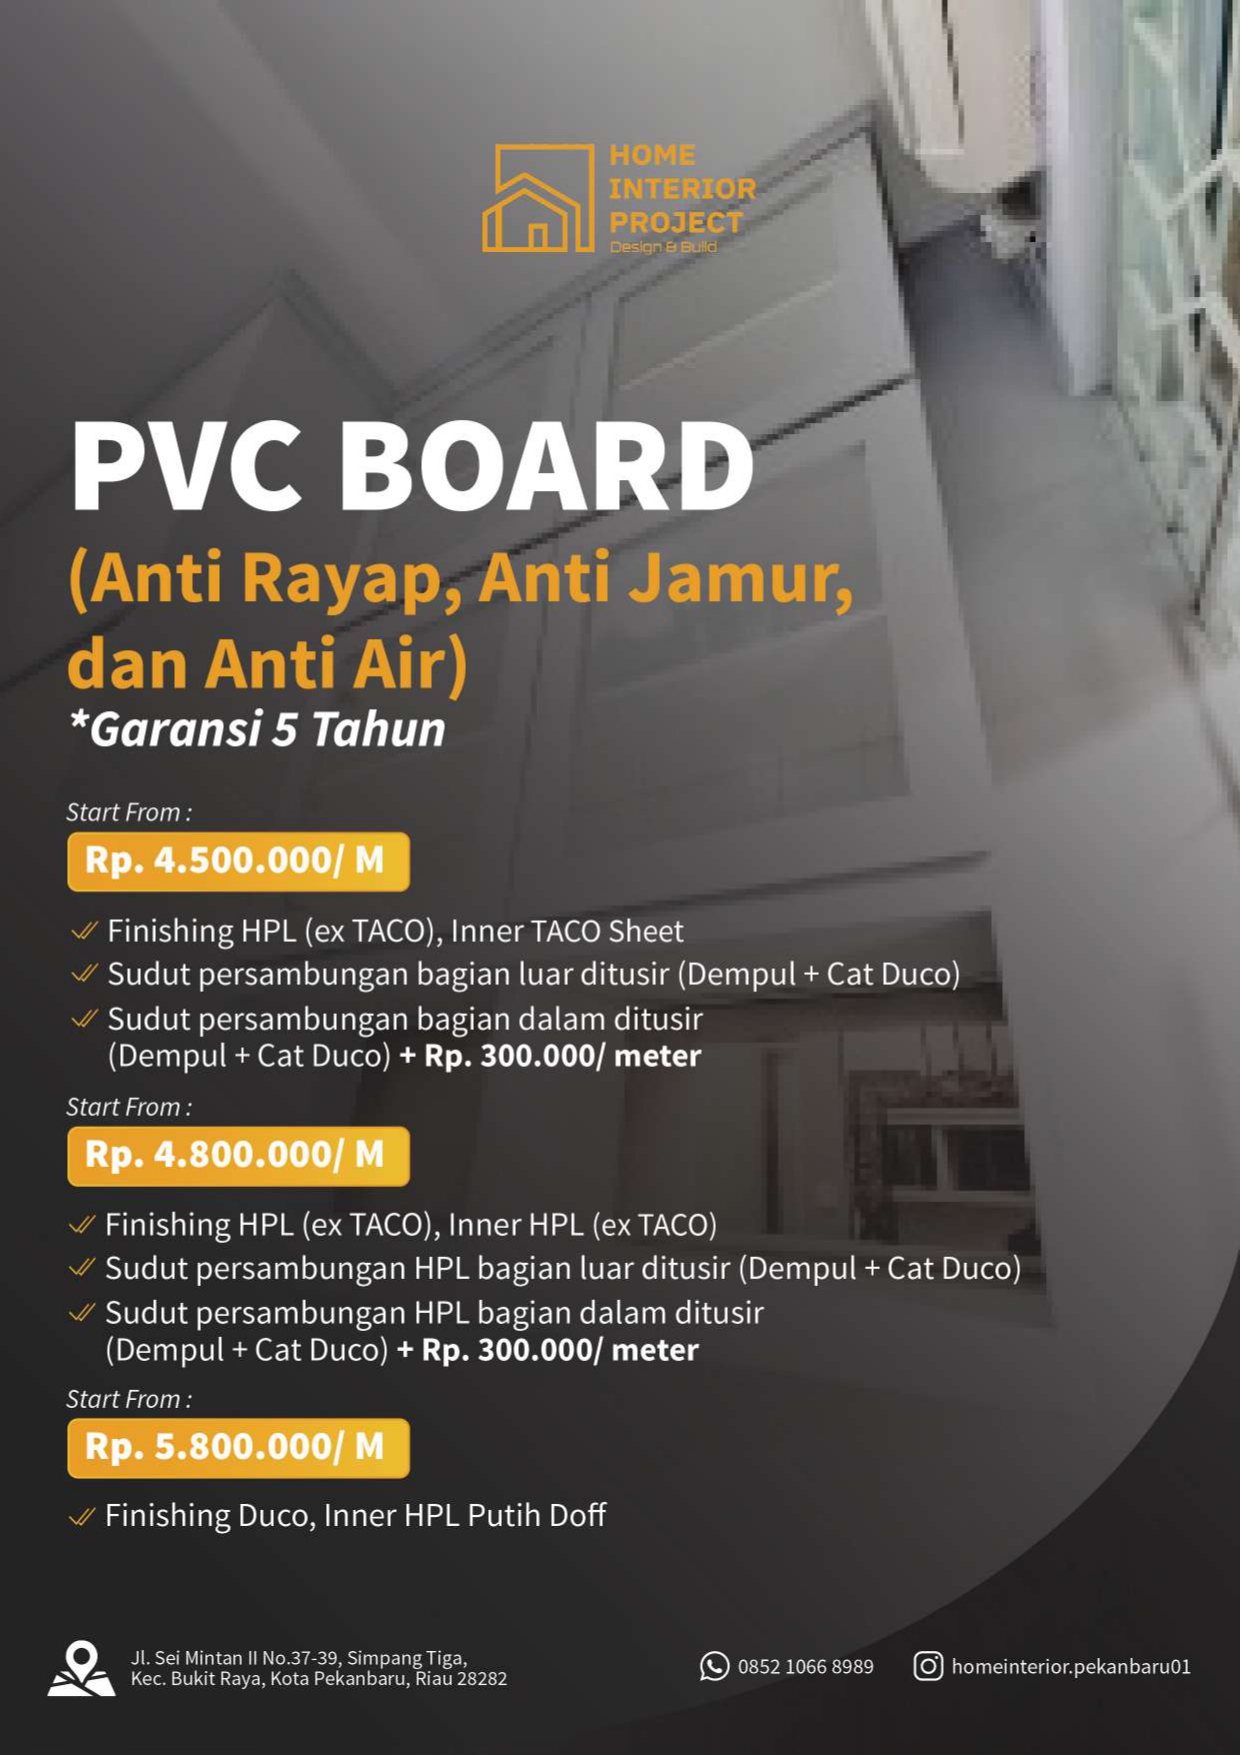 HOME
INTERIOR
PROJECT
Design & Build
PVC BOARD
(Anti Rayap, Anti Jamur,
dan Anti Air)
*Garansi 5 Tahun
Start From :
Rp. 4.500.000/ M
Finishing HPL (ex TACO), Inner TACO Sheet
Sudut persambungan bagian luar ditusir (Dempul + Cat Duco)
Sudut persambungan bagian dalam ditusir
(Dempul + Cat Duco) + Rp. 300.000/ meter
Start From :
Rp. 4.800.000/ M
Finishing HPL (ex TACO), Inner HPL (ex TACO)
Sudut persambungan HPL bagian luar ditusir (Dempul + Cat Duco)
Sudut persambungan HPL bagian dalam ditusir
(Dempul + Cat Duco) + Rp. 300.000/ meter
Start From :
Rp. 5.800.000/ M
Finishing Duco, Inner HPL Putih Doff
Jl. Sei Mintan II No.37-39, Simpang Tiga,
Kec. Bukit Raya, Kota Pekanbaru, Riau 28282
0852 1066 8989
homeinterior.pekanbaru01